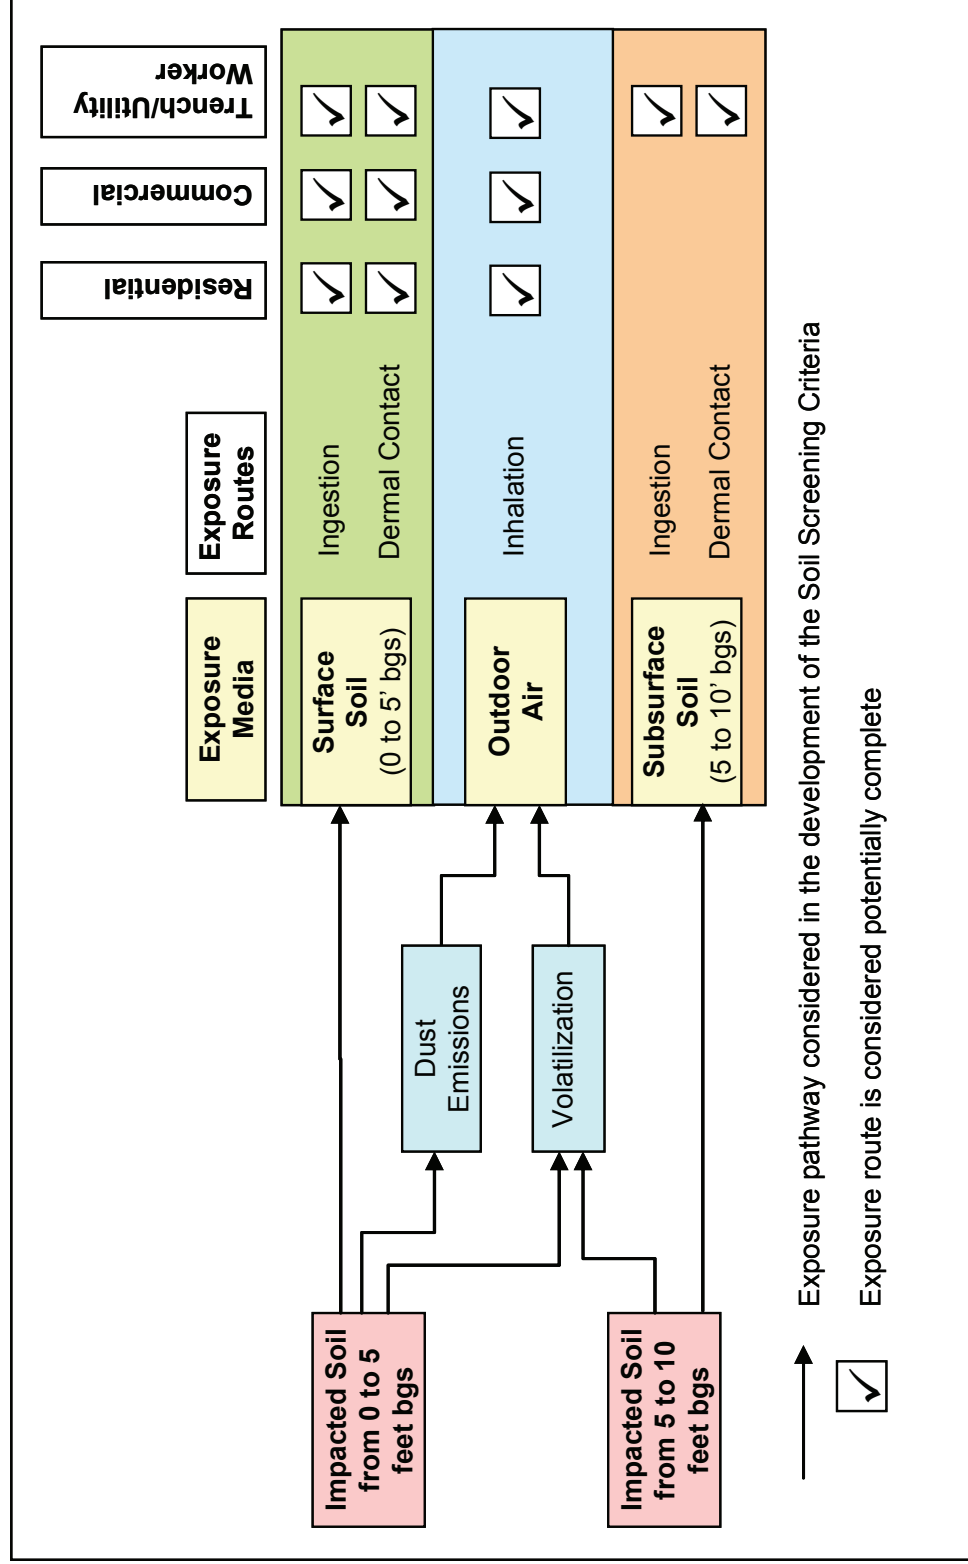 Exposure
Media
Exposure
Routes
Residential
Commercial
Trench/Utility
Worker
Impacted Soil
from 0 to 5
feet bgs
Dust
Emissions
Surface
Soil
(0 to 5' bgs)
Ingestion
Dermal Contact
Volatilization
Outdoor
Air
Inhalation
Impacted Soil
from 5 to 10
feet bgs
Subsurface
Soil
(5 to 10' bgs)
Ingestion
Dermal Contact
Exposure pathway considered in the development of the Soil Screening Criteria
Exposure route is considered potentially complete